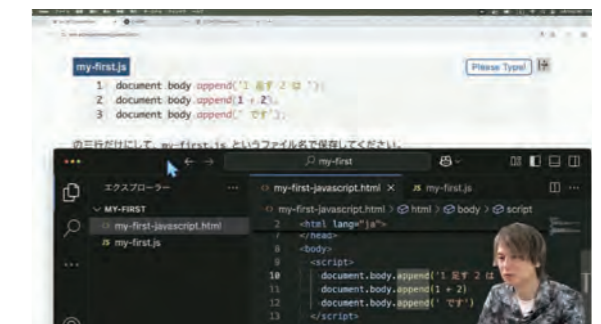 my-first.js
Please Type!
1 document.body.append('1 足す 2 は ');
2 document.body.append(1 + 2);
3 document.body.append(' です');
の三行だけにして、my-first.js というファイル名で保存してください。
my-first
エクスプローラー
my-first-javascript.html
my-first.js
MY-FIRST
my-first-javascript.html > html > body > script
my-first-javascript.html
2 <html lang="ja">
my-first.js
7 </head>
8 <body>
9 <script>
10 document.body.append('1 足す 2 は
11 document.body.append(1 + 2)
12 document.body.append(' です')
13 </script>